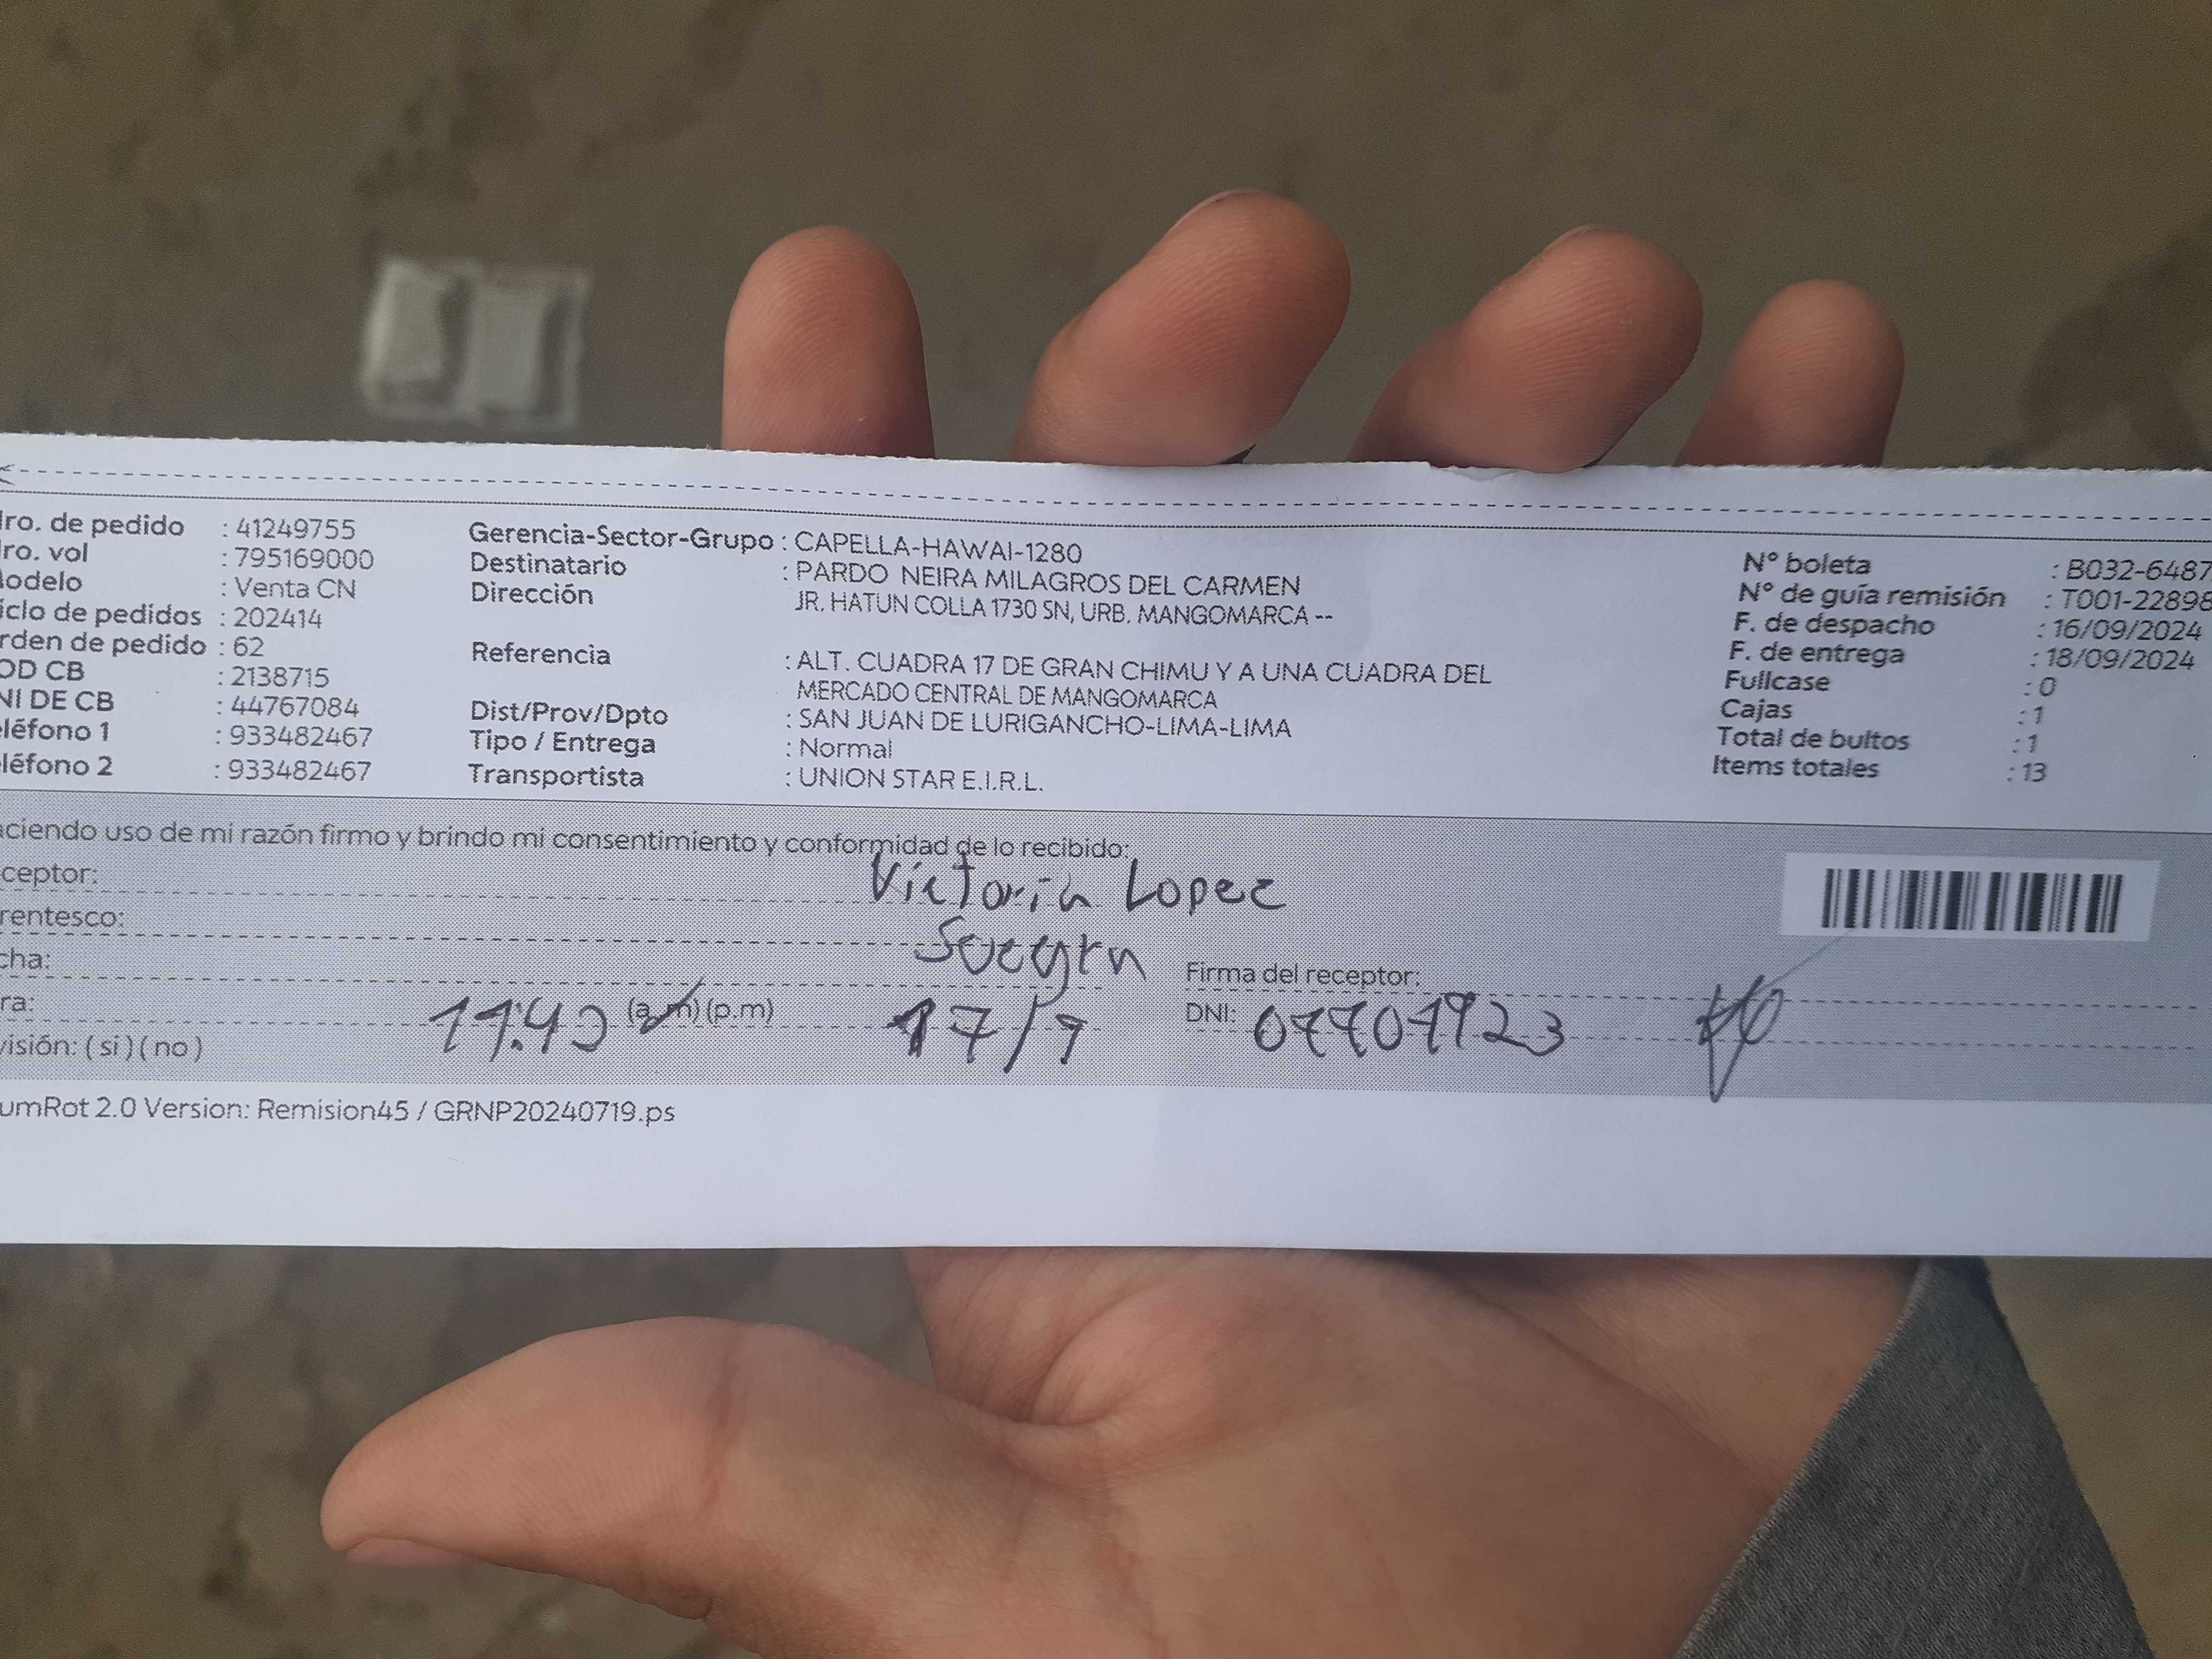 ro. de pedido : 41249755
ro. vol : 795169000
odelo : Venta CN
iclo de pedidos : 202414
rden de pedido : 62
OD CB : 2138715
NI DE CB : 44767084
eléfono 1 : 933482467
léfono 2 : 933482467
Gerencia-Sector-Grupo : CAPELLA-HAWAI-1280
Destinatario : PARDO NEIRA MILAGROS DEL CARMEN
Dirección JR. HATUN COLLA 1730 SN, URB. MANGOMARCA --
Referencia : ALT. CUADRA 17 DE GRAN CHIMU Y A UNA CUADRA DEL
MERCADO CENTRAL DE MANGOMARCA
Dist/Prov/Dpto : SAN JUAN DE LURIGANCHO-LIMA-LIMA
Tipo / Entrega : Normal
Transportista : UNION STAR E.I.R.L.
N° boleta : B032-6487
N° de guía remisión : T001-22898
F. de despacho : 16/09/2024
F. de entrega : 18/09/2024
Fullcase : 0
Cajas : 1
Total de bultos : 1
Items totales : 13
aciendo uso de mi razón firmo y brindo mi consentimiento y conformidad de lo recibido:
ceptor: Victoria Lopez
rentesco: Suegra
cha: Firma del receptor:
ra: 11:40 (a.m) (p.m) 17/9 DNI: 07707923
visión: ( si ) ( no )
umRot 2.0 Version: Remision45 / GRNP20240719.ps